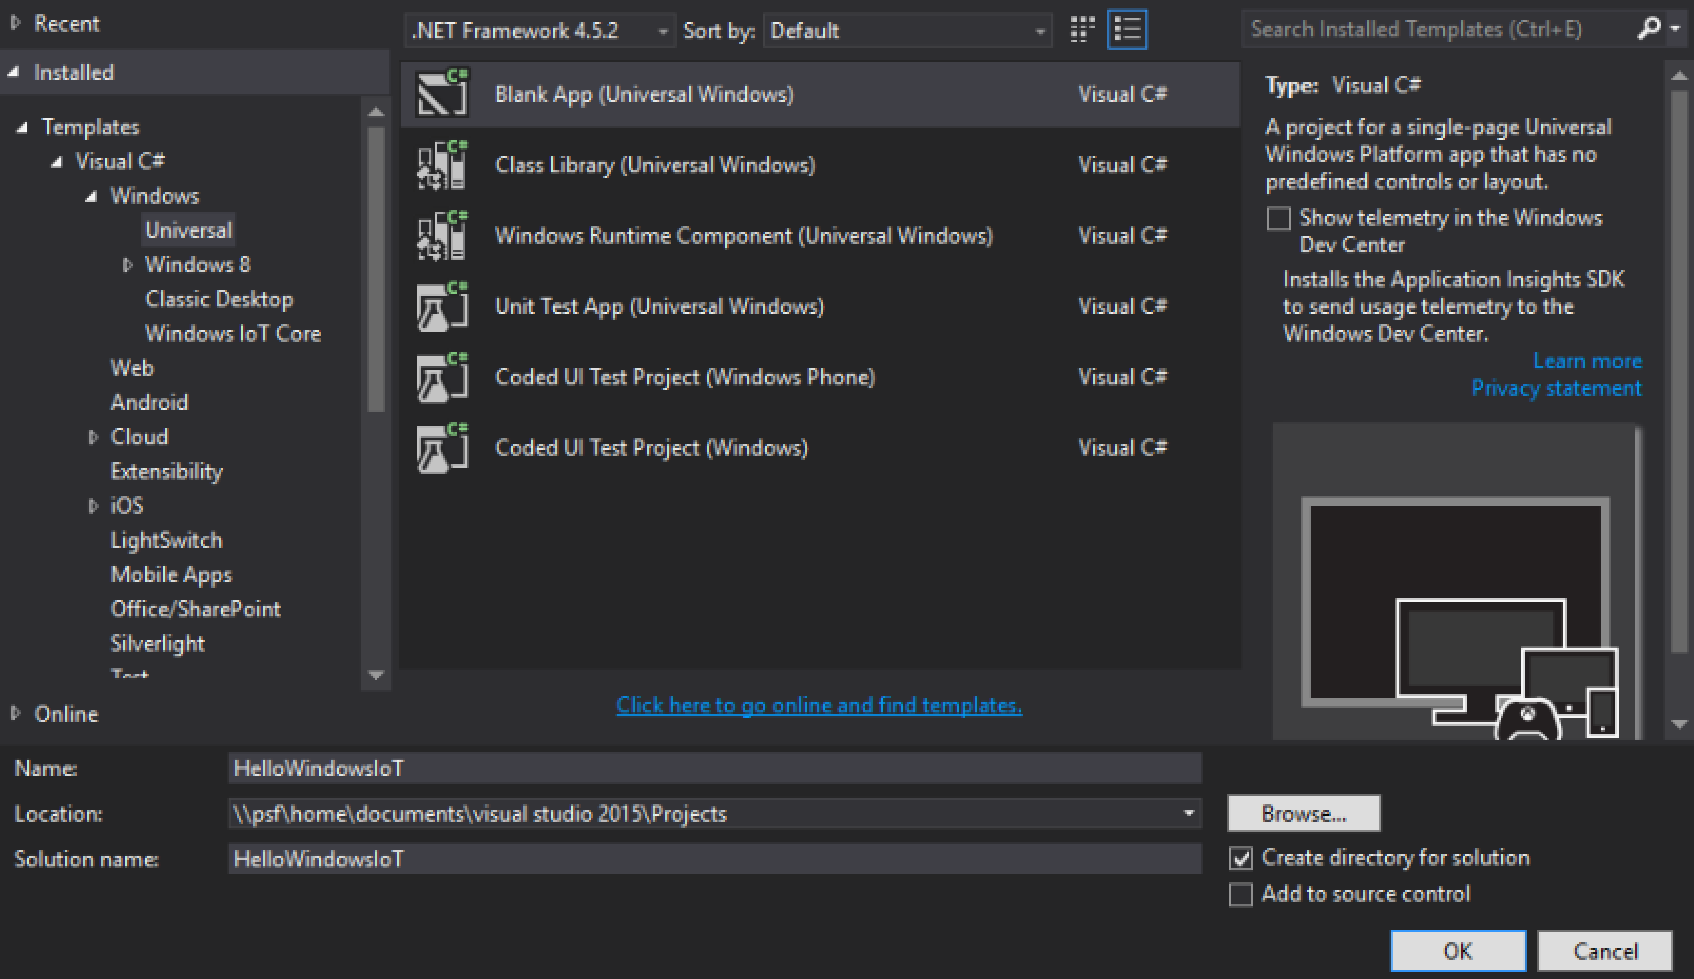 Recent
Installed
Templates
Visual C#
Windows
Universal
Windows 8
Classic Desktop
Windows IoT Core
Web
Android
Cloud
Extensibility
iOS
LightSwitch
Mobile Apps
Office/SharePoint
Silverlight
Test
Online
.NET Framework 4.5.2 Sort by: Default
Blank App (Universal Windows) Visual C#
Class Library (Universal Windows) Visual C#
Windows Runtime Component (Universal Windows) Visual C#
Unit Test App (Universal Windows) Visual C#
Coded UI Test Project (Windows Phone) Visual C#
Coded UI Test Project (Windows) Visual C#
Click here to go online and find templates.
Search Installed Templates (Ctrl+E)
Type: Visual C#
A project for a single-page Universal
Windows Platform app that has no
predefined controls or layout.
Show telemetry in the Windows
Dev Center
Installs the Application Insights SDK
to send usage telemetry to the
Windows Dev Center.
Learn more
Privacy statement
Name: HelloWindowsIoT
Location: \\psf\home\documents\visual studio 2015\Projects
Browse...
Solution name: HelloWindowsIoT
Create directory for solution
Add to source control
OK Cancel